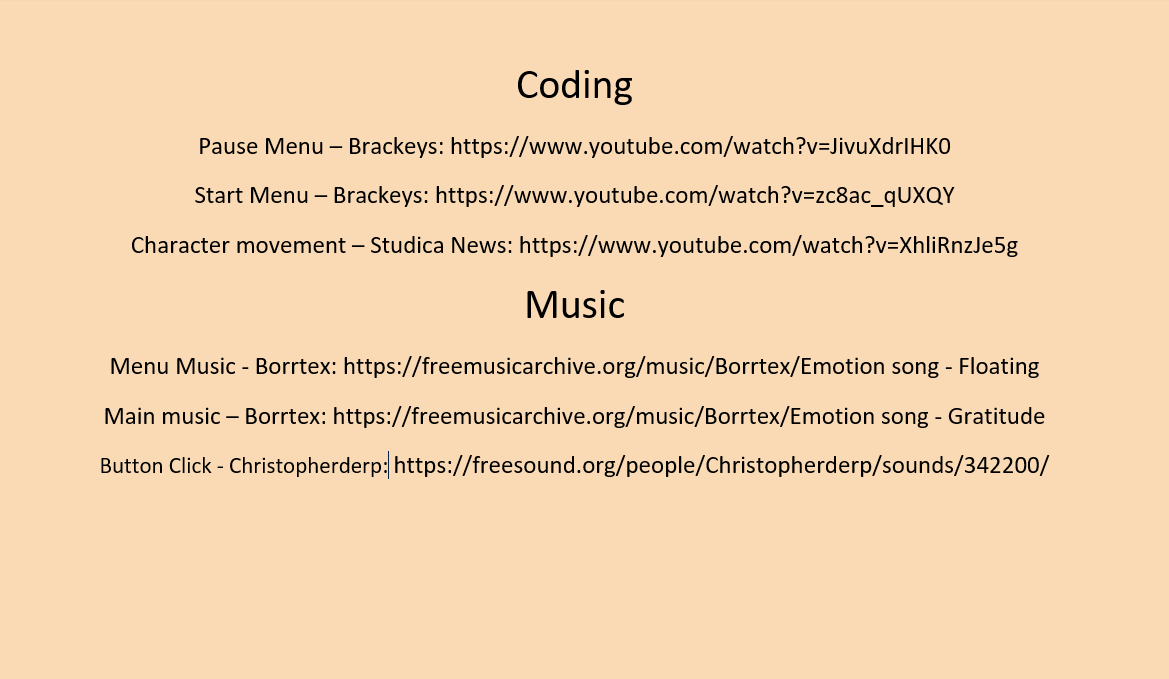 Coding
Pause Menu – Brackeys: https://www.youtube.com/watch?v=JivuXdrIHK0
Start Menu – Brackeys: https://www.youtube.com/watch?v=zc8ac_qUXQY
Character movement – Studica News: https://www.youtube.com/watch?v=XhliRnzJe5g
Music
Menu Music - Borrtex: https://freemusicarchive.org/music/Borrtex/Emotion song - Floating
Main music – Borrtex: https://freemusicarchive.org/music/Borrtex/Emotion song - Gratitude
Button Click - Christopherderp: https://freesound.org/people/Christopherderp/sounds/342200/